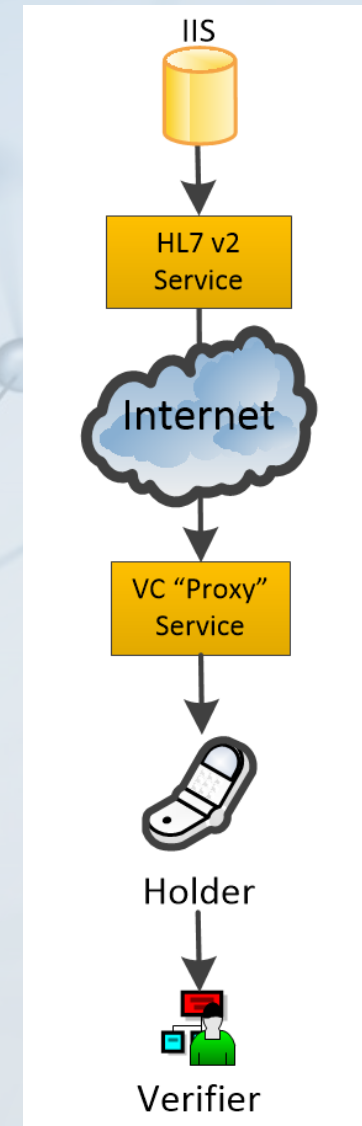 IIS
HL7 v2
Service
Internet
VC “Proxy”
Service
Holder
Verifier